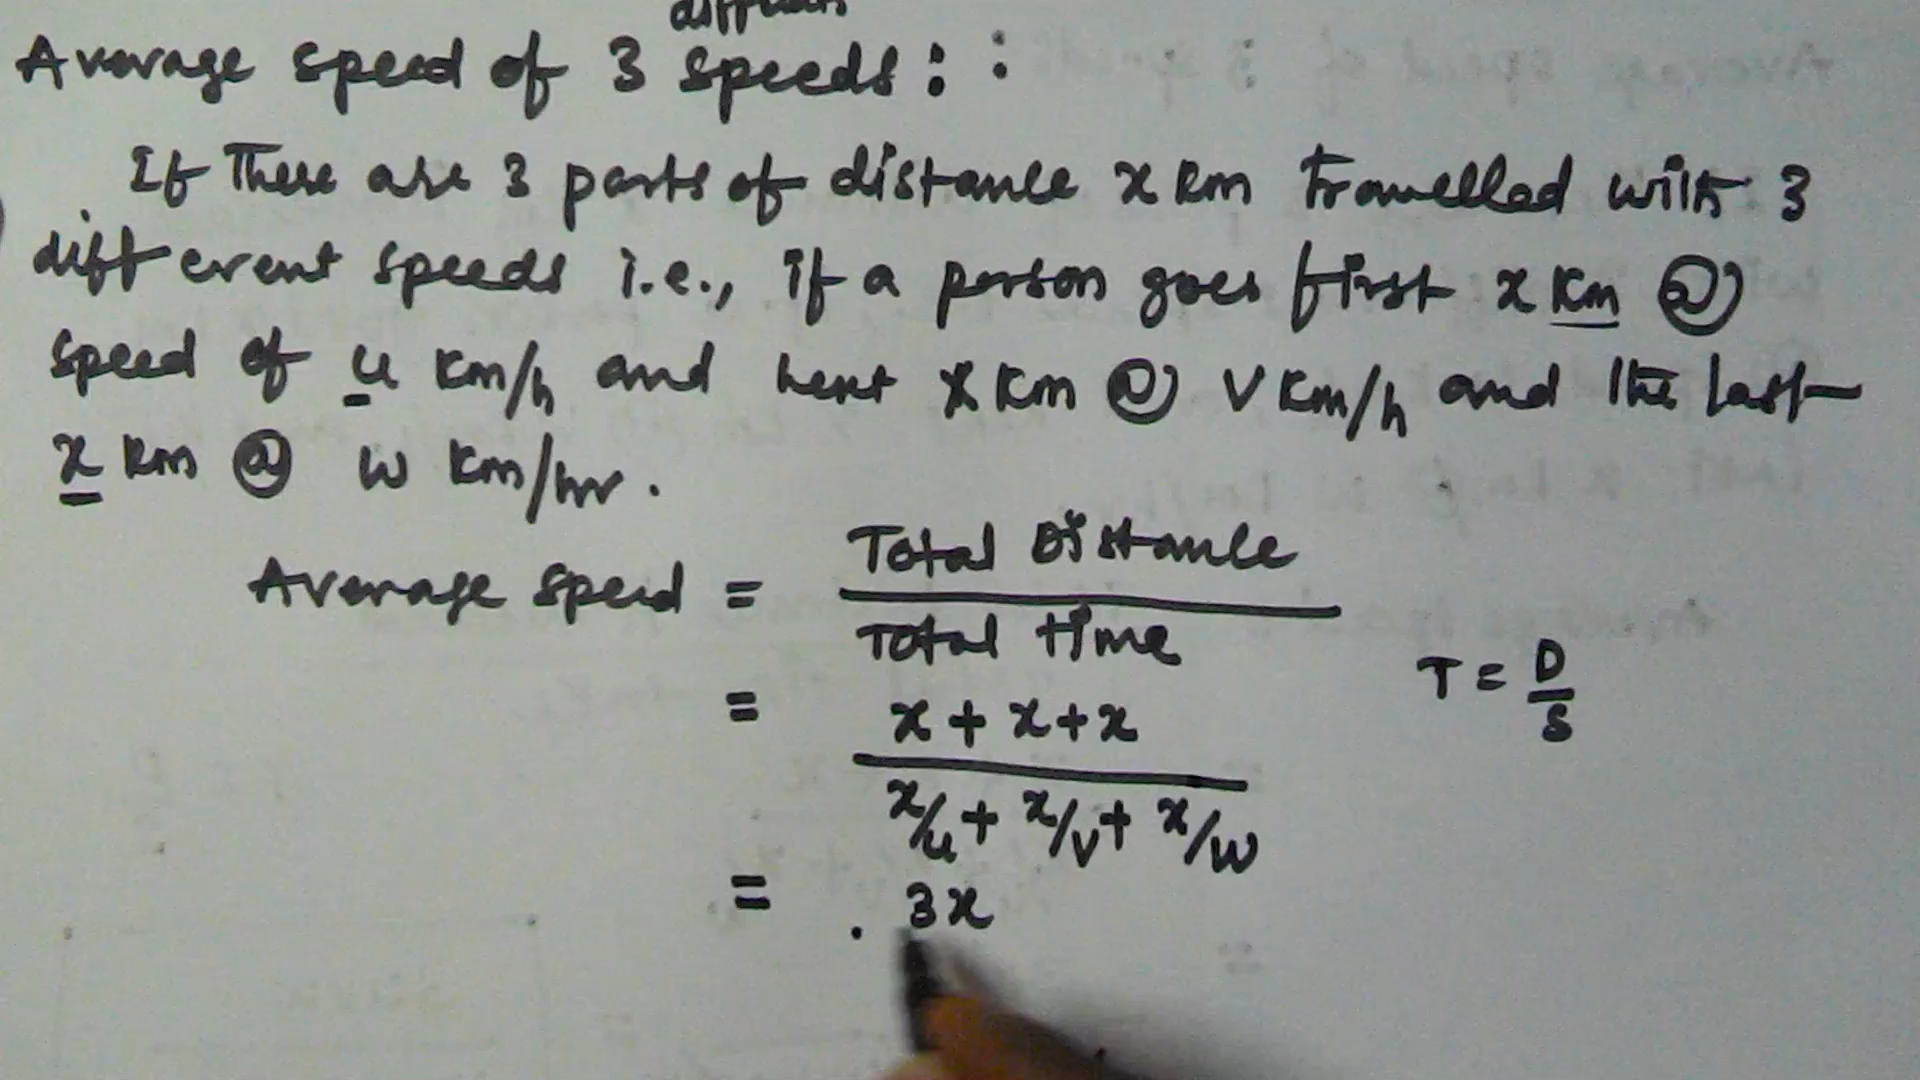 different
Average speed of 3 speeds : :
If There are 3 parts of distance x km Travelled with 3
different speeds i.e., if a person goes first x km @
speed of u km/h and next x km @ v km/h and the last
x km @ w km/hr.
Average speed = Total Distance
Total time
T = D
S
= x + x + x
x/u + x/v + x/w
= 3x